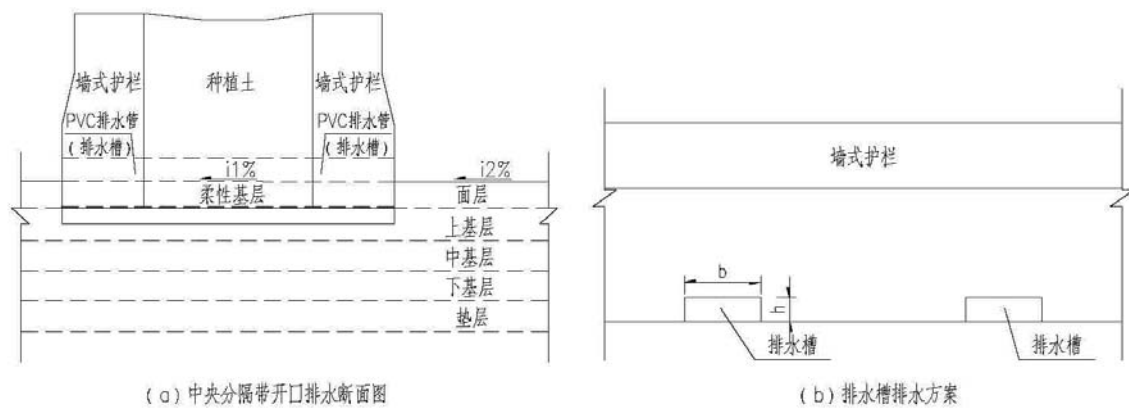 墙式护栏 种植土 墙式护栏
PVC排水管 PVC排水管
(排水槽) (排水槽)
i1% i2%
柔性基层 面层
上基层
中基层
下基层
垫层
(a)中央分隔带开口排水断面图
墙式护栏
b
h
排水槽 排水槽
(b)排水槽排水方案